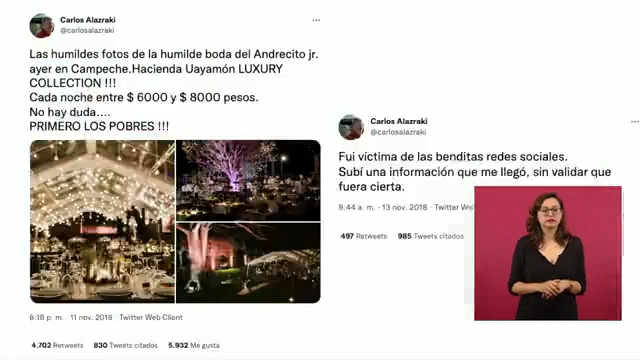 Carlos Alazraki
@carlosalazraki
Las humildes fotos de la humilde boda del Andrecito jr.
ayer en Campeche.Hacienda Uayamón LUXURY
COLLECTION !!!
Cada noche entre $ 6000 y $ 8000 pesos.
No hay duda....
PRIMERO LOS POBRES !!!
8:18 p. m. · 11 nov. 2018 · Twitter Web Client
4.702 Retweets 830 Tweets citados 5.932 Me gusta
Carlos Alazraki
@carlosalazraki
Fui víctima de las benditas redes sociales.
Subí una información que me llegó, sin validar que
fuera cierta.
9:44 a. m. · 13 nov. 2018 · Twitter We
497 Retweets 985 Tweets citados